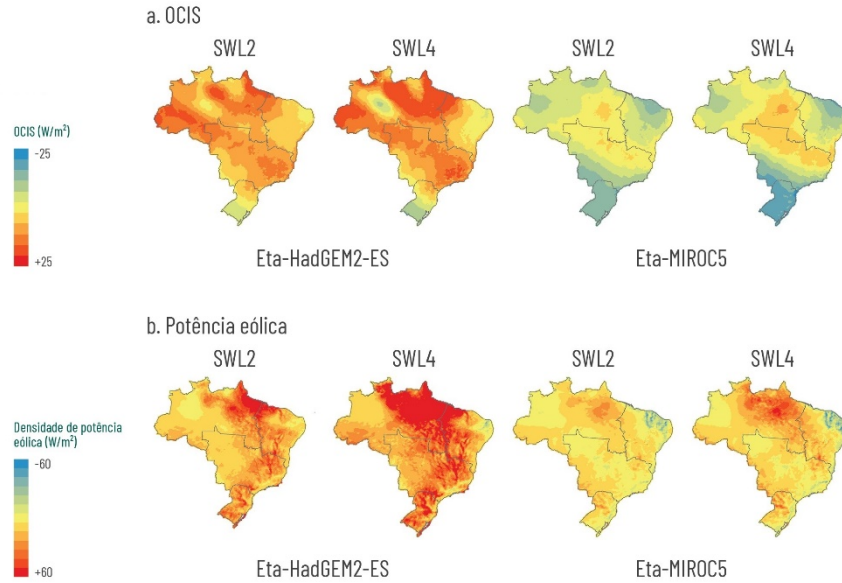 a. OCIS
SWL2
SWL4
SWL2
SWL4
OCIS (W/m²)
-25
+25
Eta-HadGEM2-ES
Eta-MIROC5
b. Potência eólica
SWL2
SWL4
SWL2
SWL4
Densidade de potência
eólica (W/m²)
-60
+60
Eta-HadGEM2-ES
Eta-MIROC5